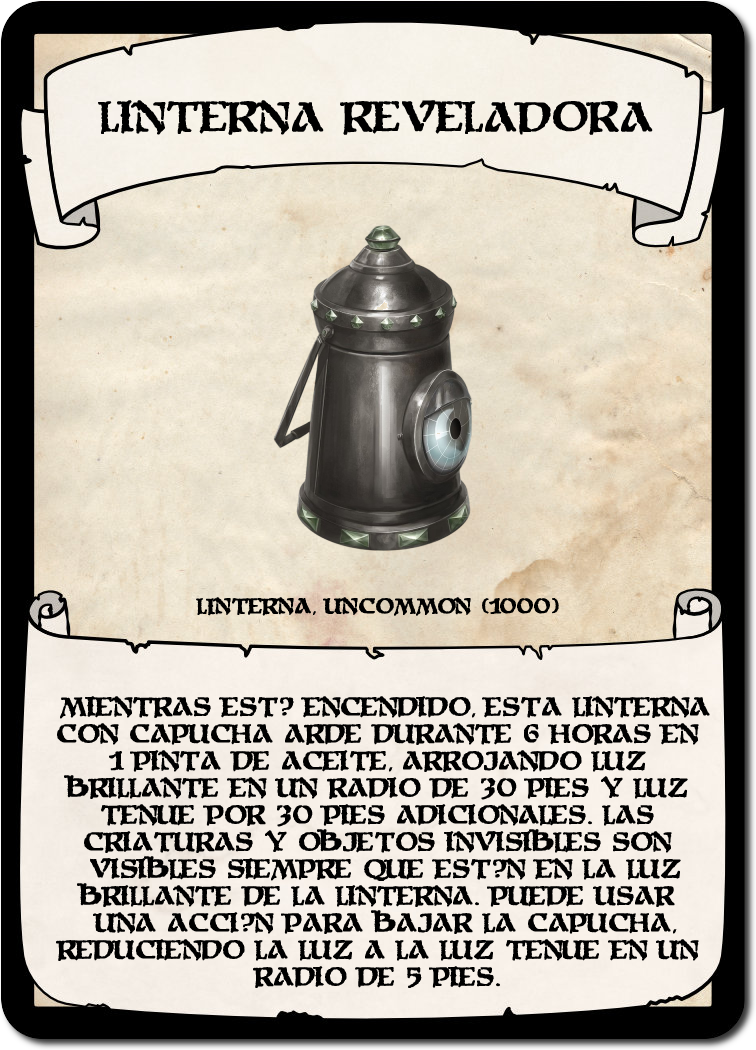 LINTERNA REVELADORA
LINTERNA, UNCOMMON (1000)
MIENTRAS EST? ENCENDIDO, ESTA LINTERNA
CON CAPUCHA ARDE DURANTE 6 HORAS EN
1 PINTA DE ACEITE, ARROJANDO LUZ
BRILLANTE EN UN RADIO DE 30 PIES Y LUZ
TENUE POR 30 PIES ADICIONALES. LAS
CRIATURAS Y OBJETOS INVISIBLES SON
VISIBLES SIEMPRE QUE EST?N EN LA LUZ
BRILLANTE DE LA LINTERNA. PUEDE USAR
UNA ACCI?N PARA BAJAR LA CAPUCHA,
REDUCIENDO LA LUZ A LA LUZ TENUE EN UN
RADIO DE 5 PIES.